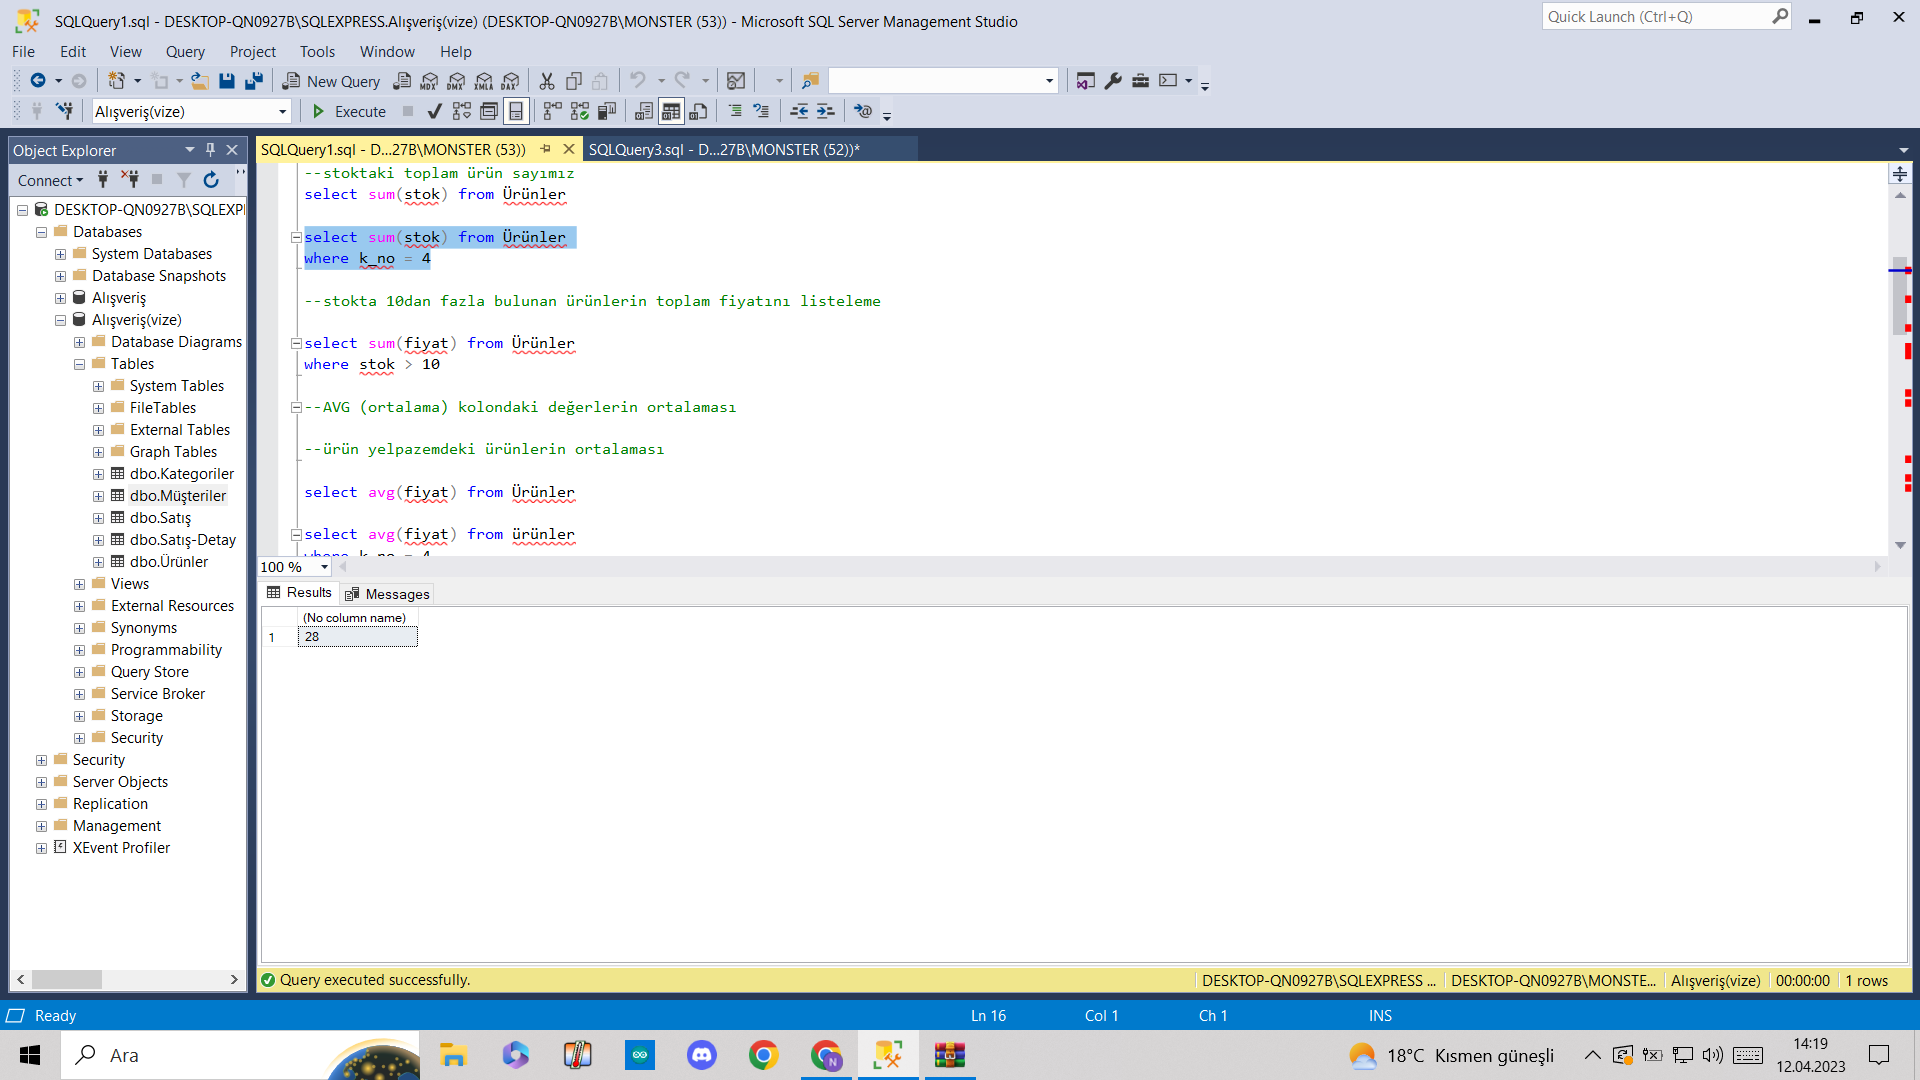 SQLQuery1.sql - DESKTOP-QN0927B\SQLEXPRESS.Alışveriş(vize) (DESKTOP-QN0927B\MONSTER (53)) - Microsoft SQL Server Management Studio
Quick Launch (Ctrl+Q)
File Edit View Query Project Tools Window Help
New Query MDX DMX XMLA DAX
Alışveriş(vize) Execute
Object Explorer
Connect
DESKTOP-QN0927B\SQLEXPI
Databases
System Databases
Database Snapshots
Alışveriş
Alışveriş(vize)
Database Diagrams
Tables
System Tables
FileTables
External Tables
Graph Tables
dbo.Kategoriler
dbo.Müşteriler
dbo.Satış
dbo.Satış-Detay
dbo.Ürünler
Views
External Resources
Synonyms
Programmability
Query Store
Service Broker
Storage
Security
Security
Server Objects
Replication
Management
XEvent Profiler
SQLQuery1.sql - D...27B\MONSTER (53)) SQLQuery3.sql - D...27B\MONSTER (52))*
--stoktaki toplam ürün sayımız
select sum(stok) from Ürünler
select sum(stok) from Ürünler
where k_no = 4
--stokta 10dan fazla bulunan ürünlerin toplam fiyatını listeleme
select sum(fiyat) from Ürünler
where stok > 10
--AVG (ortalama) kolondaki değerlerin ortalaması
--ürün yelpazemdeki ürünlerin ortalaması
select avg(fiyat) from Ürünler
select avg(fiyat) from ürünler
where k_no = 4
100 %
Results Messages
(No column name)
1 28
Query executed successfully. DESKTOP-QN0927B\SQLEXPRESS ... DESKTOP-QN0927B\MONSTE... Alışveriş(vize) 00:00:00 1 rows
Ready Ln 16 Col 1 Ch 1 INS
Ara
18°C Kısmen güneşli
14:19
12.04.2023